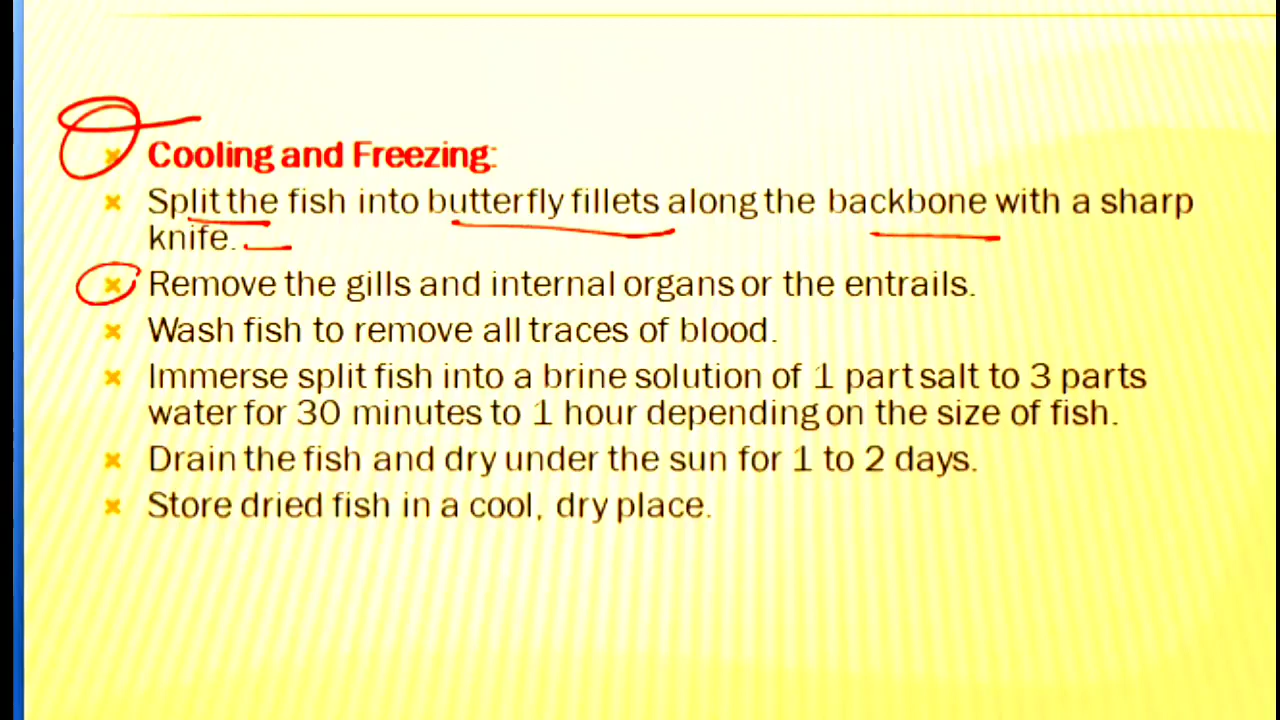 Cooling and Freezing:
Split the fish into butterfly fillets along the backbone with a sharp
knife.
Remove the gills and internal organs or the entrails.
Wash fish to remove all traces of blood.
Immerse split fish into a brine solution of 1 part salt to 3 parts
water for 30 minutes to 1 hour depending on the size of fish.
Drain the fish and dry under the sun for 1 to 2 days.
Store dried fish in a cool, dry place.